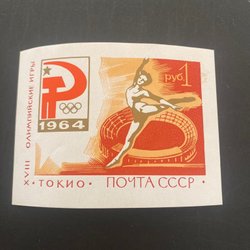 XVIII ОЛИМПИЙСКИЕ ИГРЫ
1964
РУБ. 1
• ТОКИО • ПОЧТА СССР •